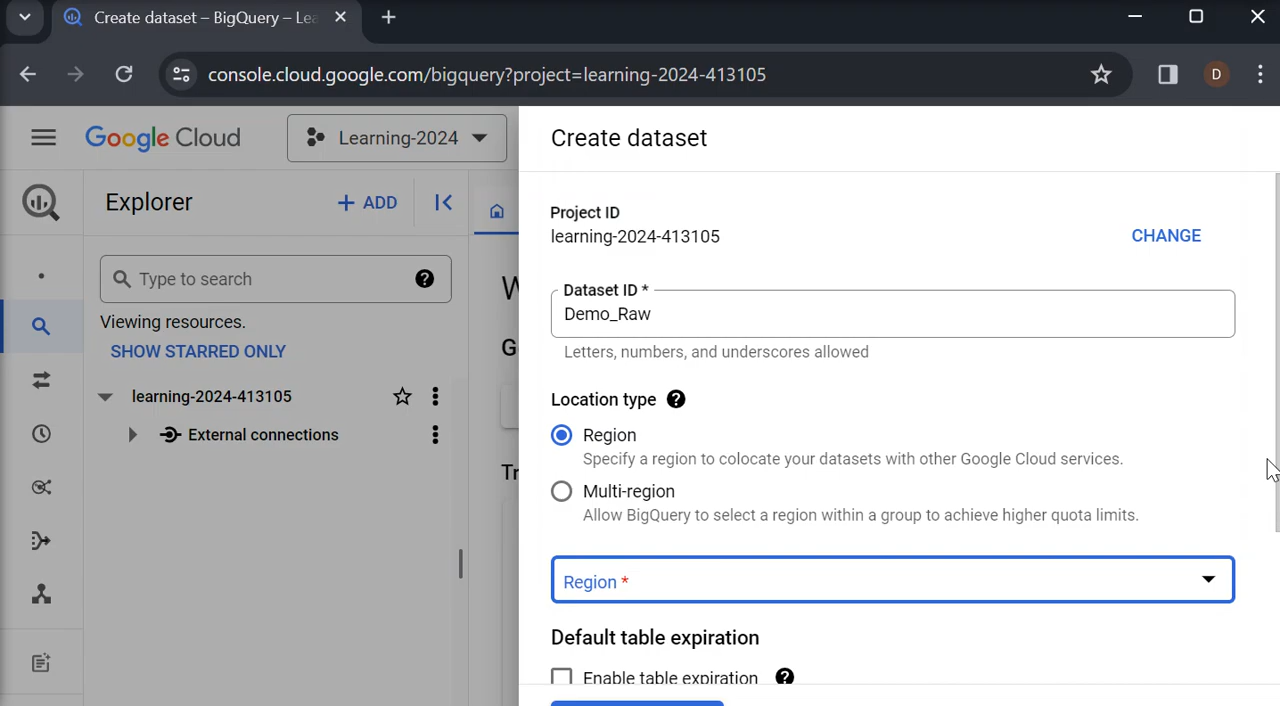 Create dataset – BigQuery – Lea
console.cloud.google.com/bigquery?project=learning-2024-413105
D
Google Cloud
Learning-2024
Create dataset
Explorer
+ ADD
Project ID
learning-2024-413105
CHANGE
Type to search
Dataset ID *
Demo_Raw
Letters, numbers, and underscores allowed
Viewing resources.
SHOW STARRED ONLY
learning-2024-413105
External connections
Location type
Region
Specify a region to colocate your datasets with other Google Cloud services.
Multi-region
Allow BigQuery to select a region within a group to achieve higher quota limits.
Region *
Default table expiration
Enable table expiration